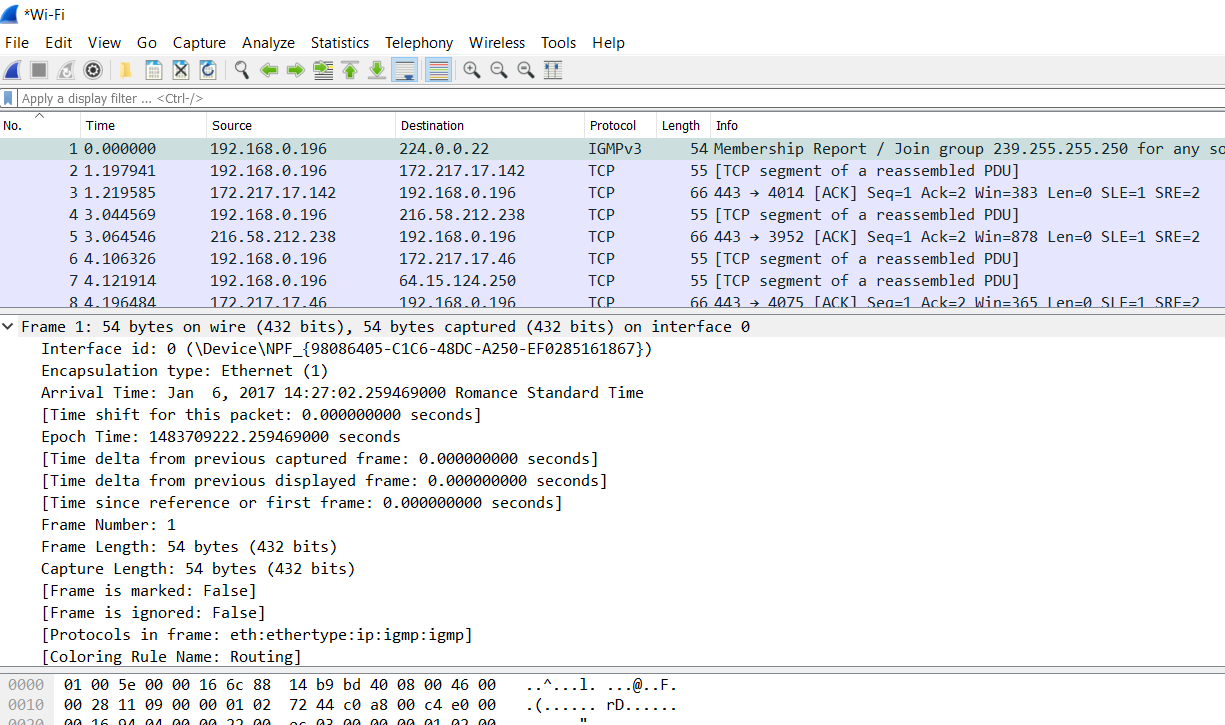 *Wi-Fi
File Edit View Go Capture Analyze Statistics Telephony Wireless Tools Help
Apply a display filter ... <Ctrl-/>
No. Time Source Destination Protocol Length Info
1 0.000000 192.168.0.196 224.0.0.22 IGMPv3 54 Membership Report / Join group 239.255.255.250 for any so
2 1.197941 192.168.0.196 172.217.17.142 TCP 55 [TCP segment of a reassembled PDU]
3 1.219585 172.217.17.142 192.168.0.196 TCP 66 443 → 4014 [ACK] Seq=1 Ack=2 Win=383 Len=0 SLE=1 SRE=2
4 3.044569 192.168.0.196 216.58.212.238 TCP 55 [TCP segment of a reassembled PDU]
5 3.064546 216.58.212.238 192.168.0.196 TCP 66 443 → 3952 [ACK] Seq=1 Ack=2 Win=878 Len=0 SLE=1 SRE=2
6 4.106326 192.168.0.196 172.217.17.46 TCP 55 [TCP segment of a reassembled PDU]
7 4.121914 192.168.0.196 64.15.124.250 TCP 55 [TCP segment of a reassembled PDU]
8 4.196484 172.217.17.46 192.168.0.196 TCP 66 443 → 4075 [ACK] Seq=1 Ack=2 Win=365 Len=0 SLE=1 SRE=2
Frame 1: 54 bytes on wire (432 bits), 54 bytes captured (432 bits) on interface 0
Interface id: 0 (\Device\NPF_{98086405-C1C6-48DC-A250-EF0285161867})
Encapsulation type: Ethernet (1)
Arrival Time: Jan  6, 2017 14:27:02.259469000 Romance Standard Time
[Time shift for this packet: 0.000000000 seconds]
Epoch Time: 1483709222.259469000 seconds
[Time delta from previous captured frame: 0.000000000 seconds]
[Time delta from previous displayed frame: 0.000000000 seconds]
[Time since reference or first frame: 0.000000000 seconds]
Frame Number: 1
Frame Length: 54 bytes (432 bits)
Capture Length: 54 bytes (432 bits)
[Frame is marked: False]
[Frame is ignored: False]
[Protocols in frame: eth:ethertype:ip:igmp:igmp]
[Coloring Rule Name: Routing]
0000 01 00 5e 00 00 16 6c 88 14 b9 bd 40 08 00 46 00 ..^...l. ...@..F.
0010 00 28 11 09 00 00 01 02 72 44 c0 a8 00 c4 e0 00 .(...... rD......
0020 00 16 94 04 00 00 22 00 ec 03 00 00 00 01 02 00